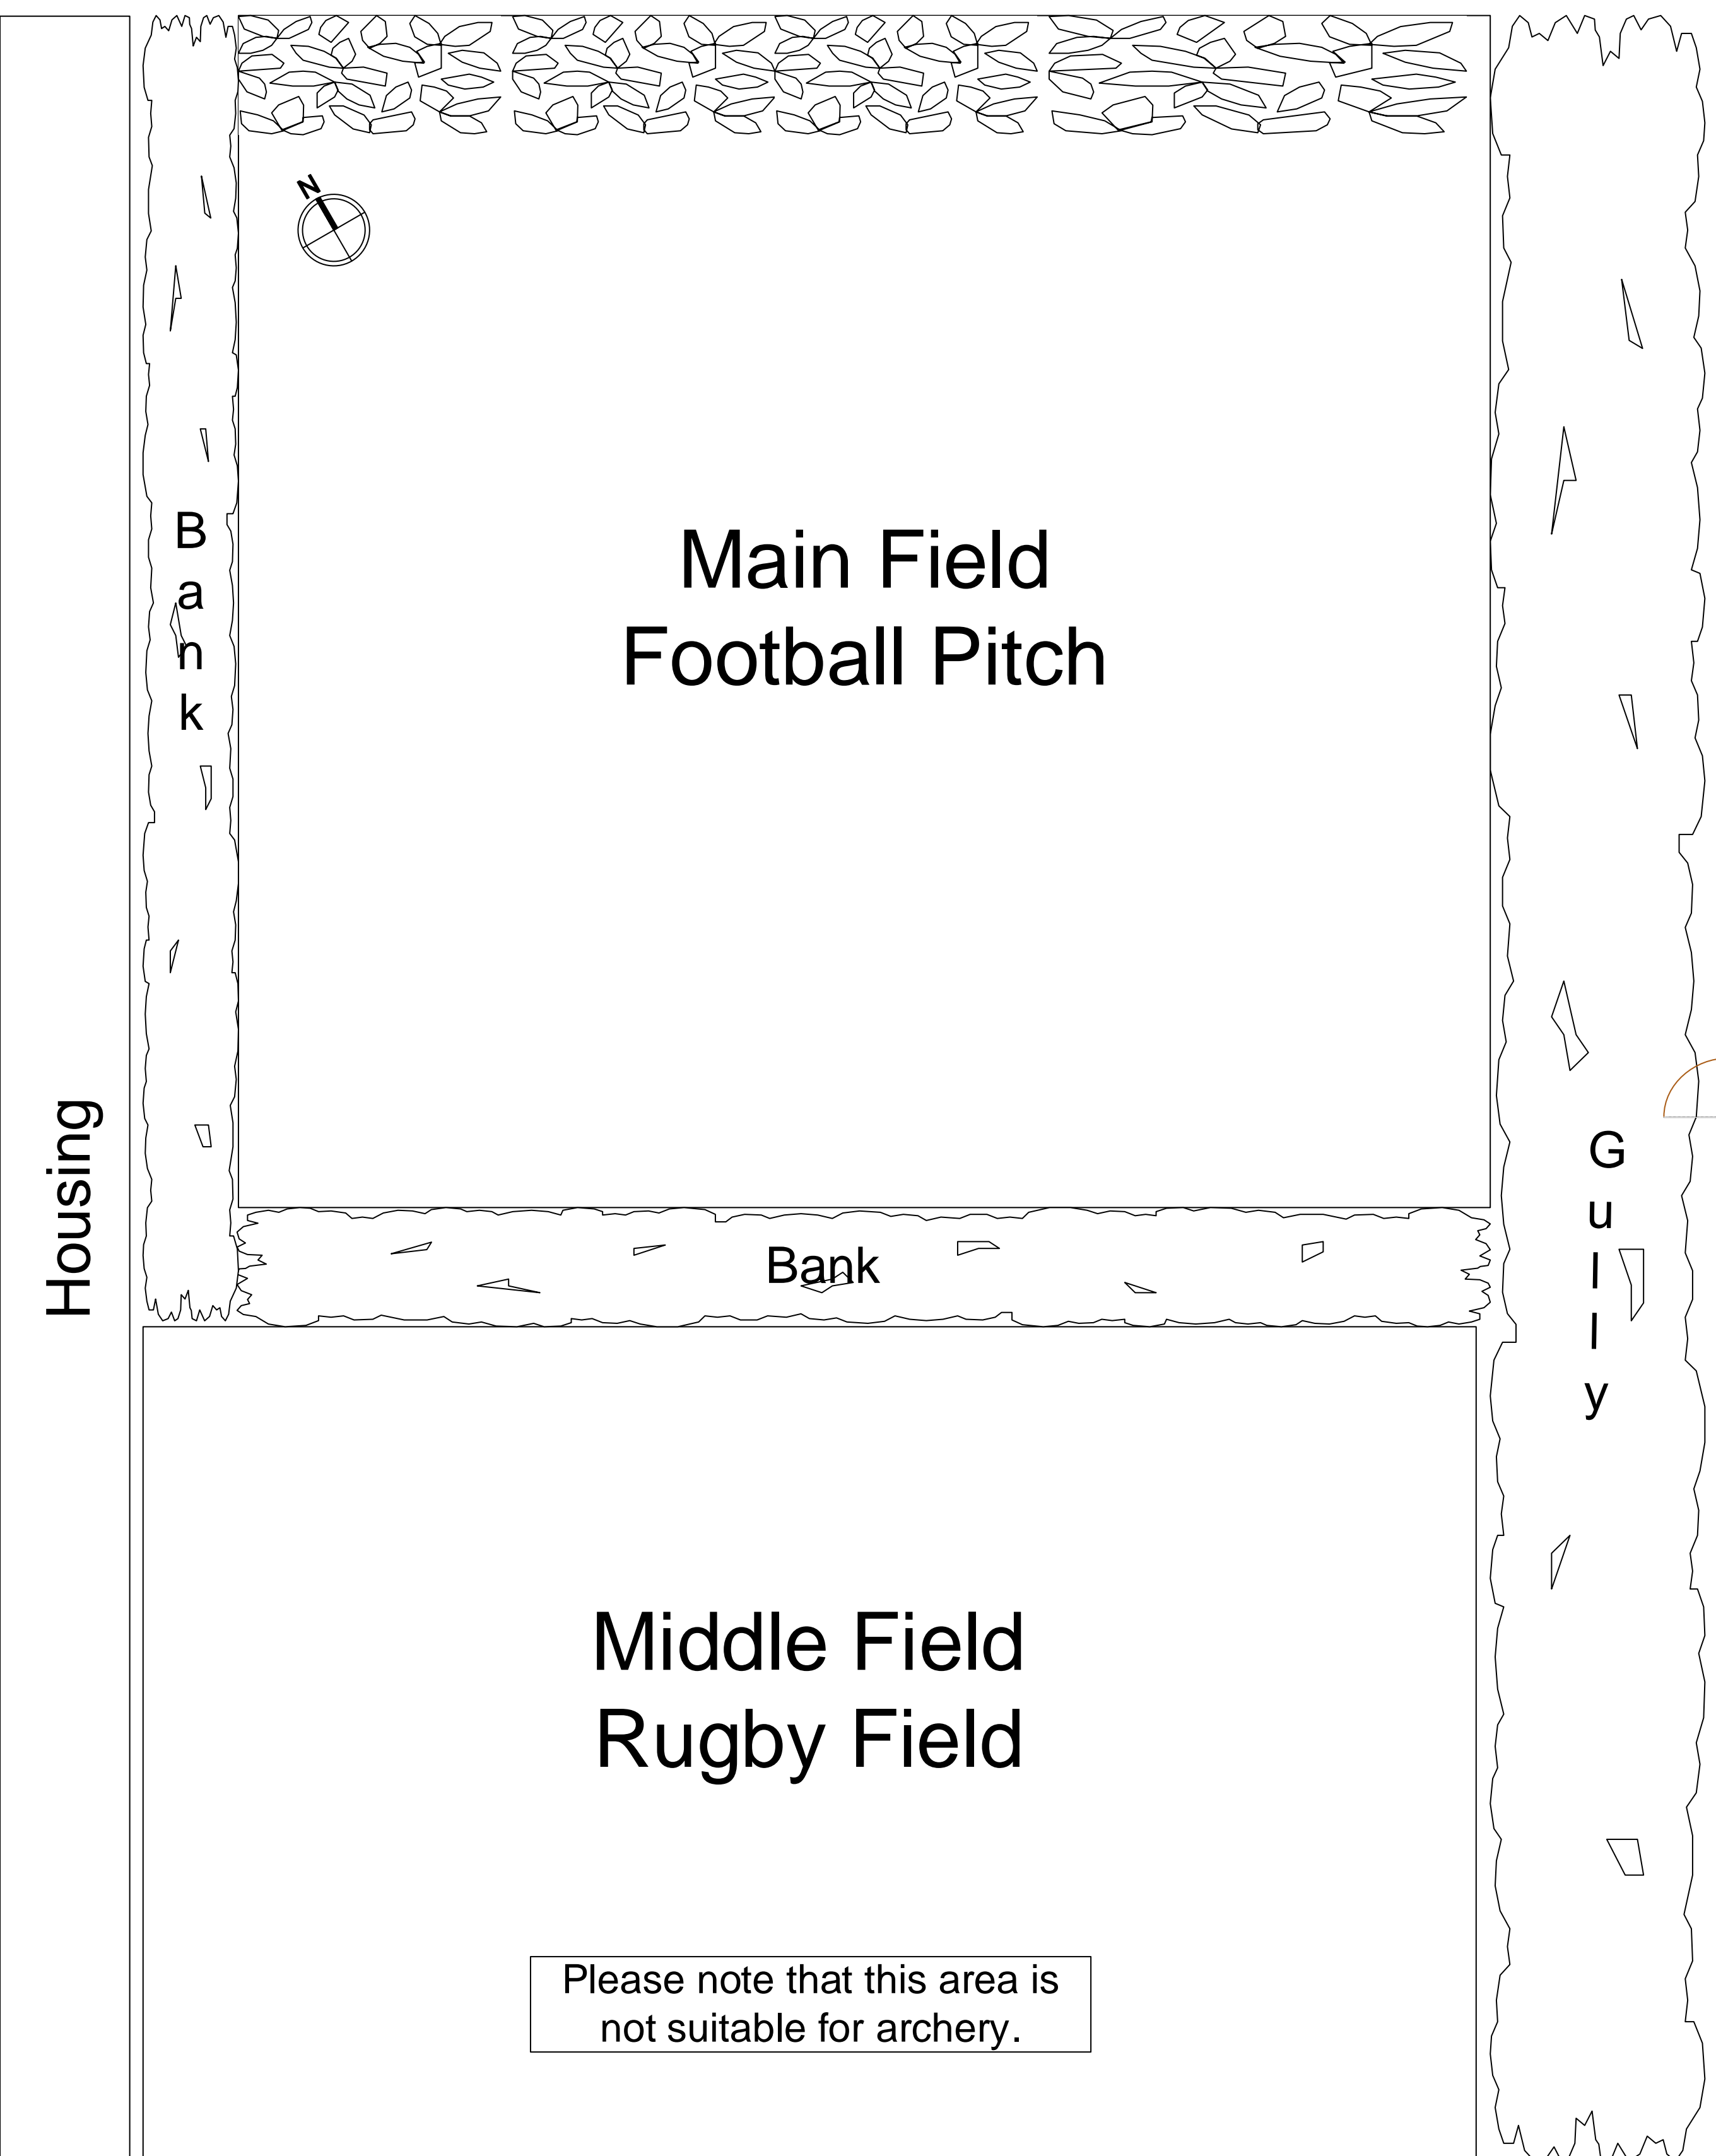 N
Main Field
Football Pitch
Bank
Housing
Bank
Gully
Middle Field
Rugby Field
Please note that this area is
not suitable for archery.